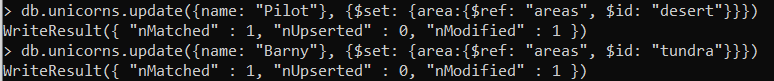 > db.unicorns.update({name: "Pilot"}, {$set: {area:{$ref: "areas", $id: "desert"}}})
WriteResult({ "nMatched" : 1, "nUpserted" : 0, "nModified" : 1 })
> db.unicorns.update({name: "Barny"}, {$set: {area:{$ref: "areas", $id: "tundra"}}})
WriteResult({ "nMatched" : 1, "nUpserted" : 0, "nModified" : 1 })